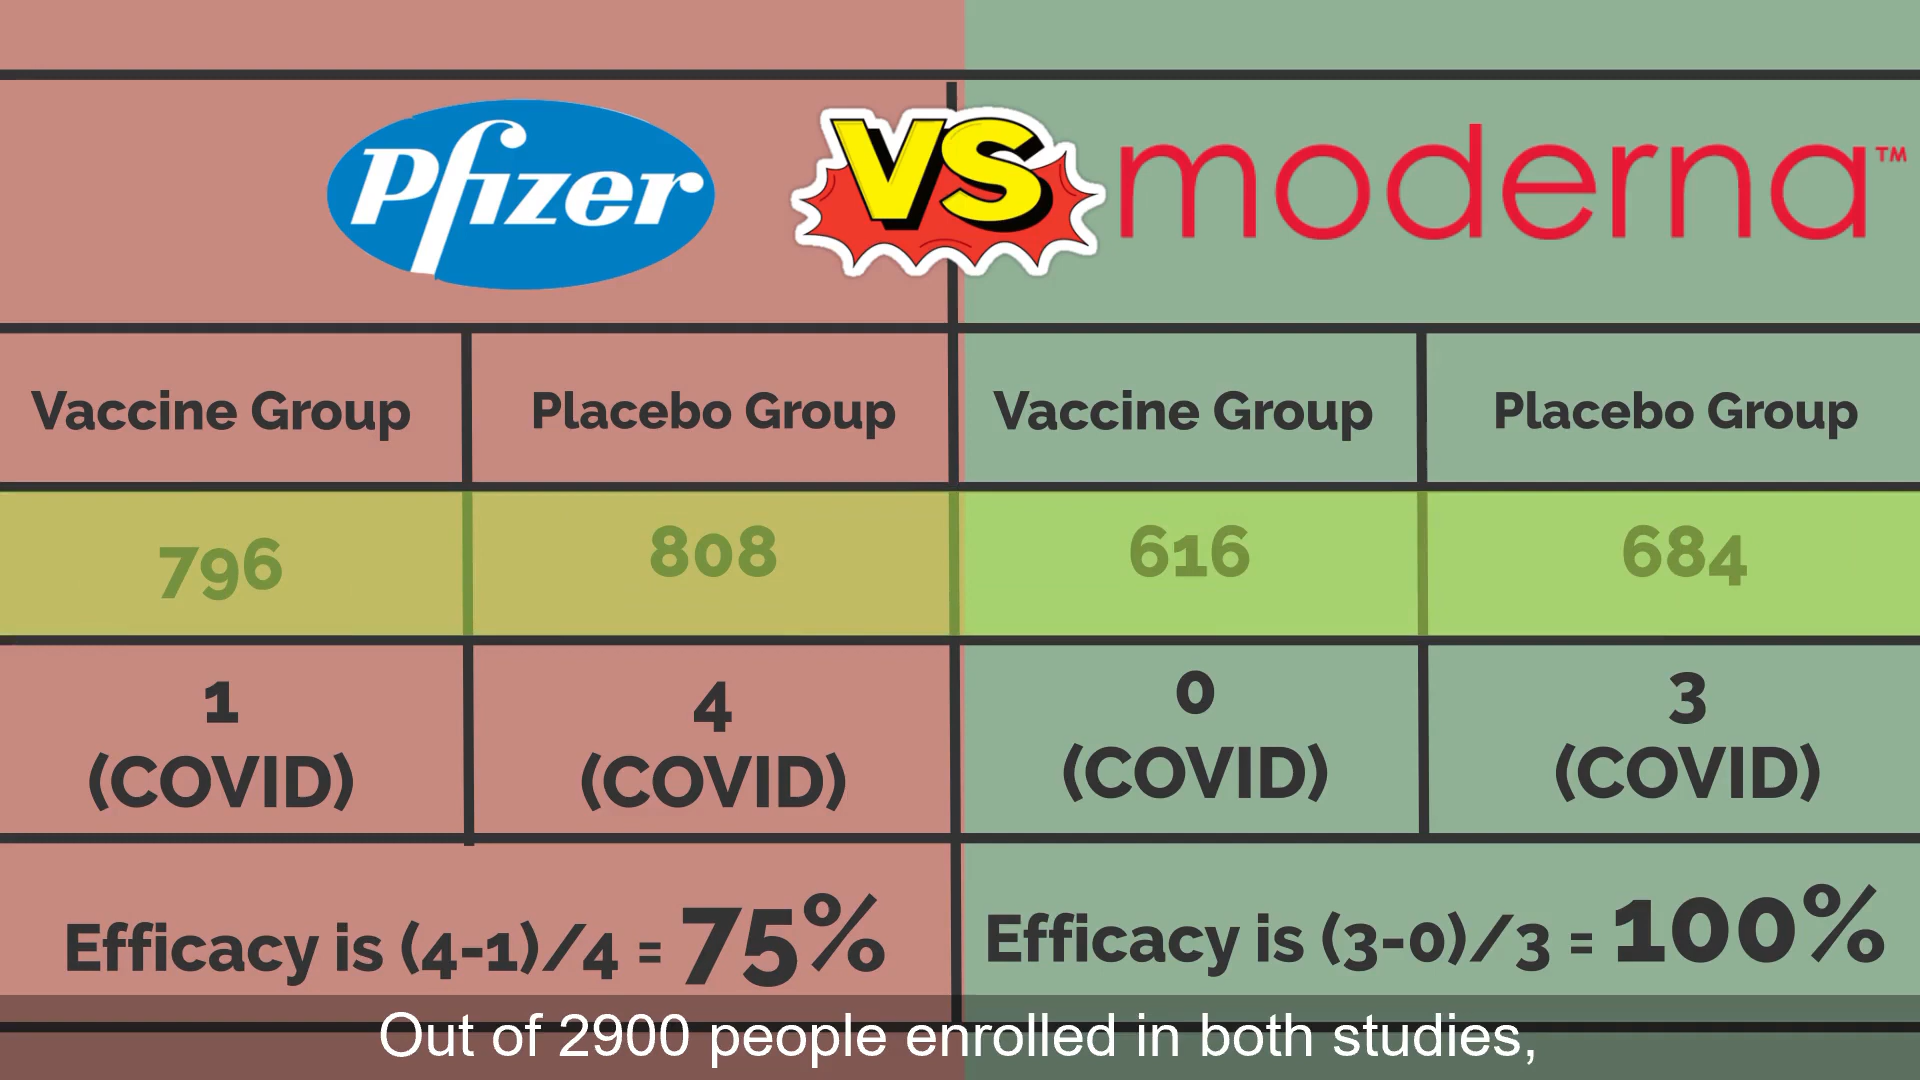 Pfizer VS moderna™
Vaccine Group Placebo Group Vaccine Group Placebo Group
796 808 616 684
1 4 0 3
(COVID) (COVID) (COVID) (COVID)
Efficacy is (4-1)/4 = 75% Efficacy is (3-0)/3 = 100%
Out of 2900 people enrolled in both studies,